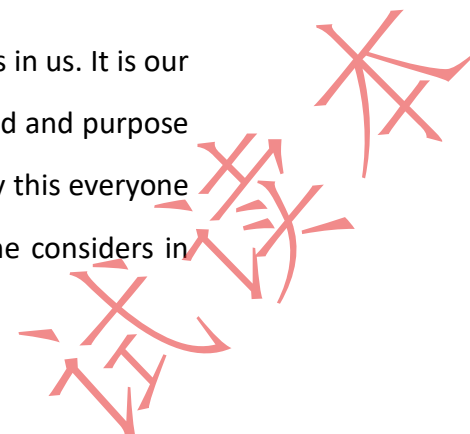 s in us. It is our
d and purpose
y this everyone
ne considers in
试读本